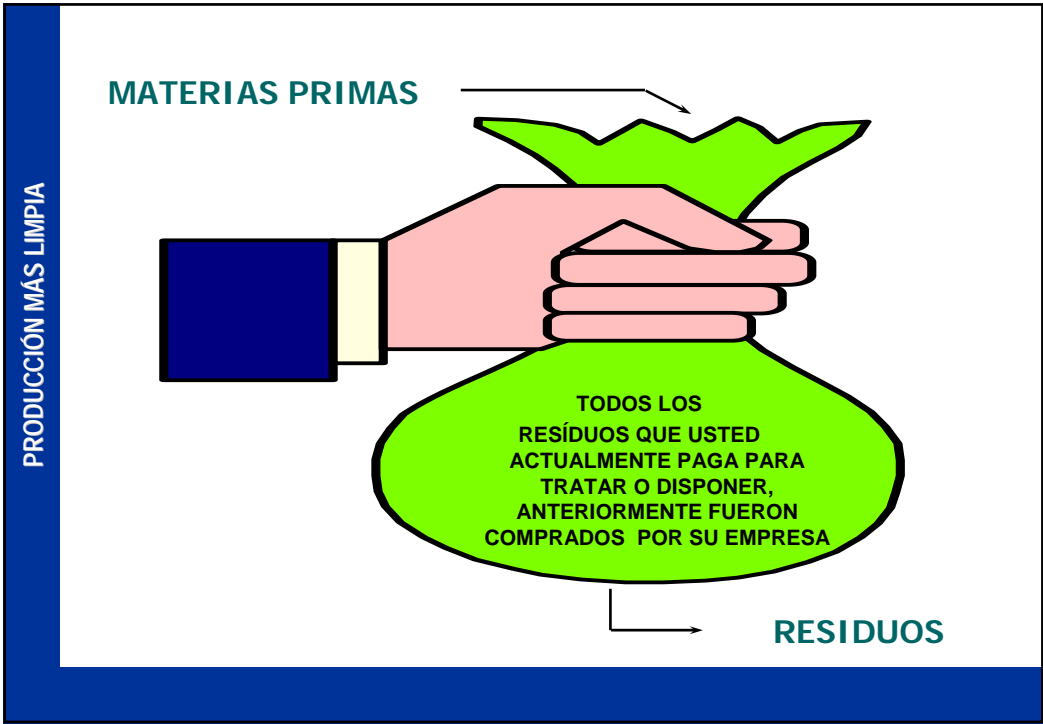 PRODUCCIÓN MÁS LIMPIA
MATERIAS PRIMAS
TODOS LOS
RESÍDUOS QUE USTED
ACTUALMENTE PAGA PARA
TRATAR O DISPONER,
ANTERIORMENTE FUERON
COMPRADOS POR SU EMPRESA
RESIDUOS